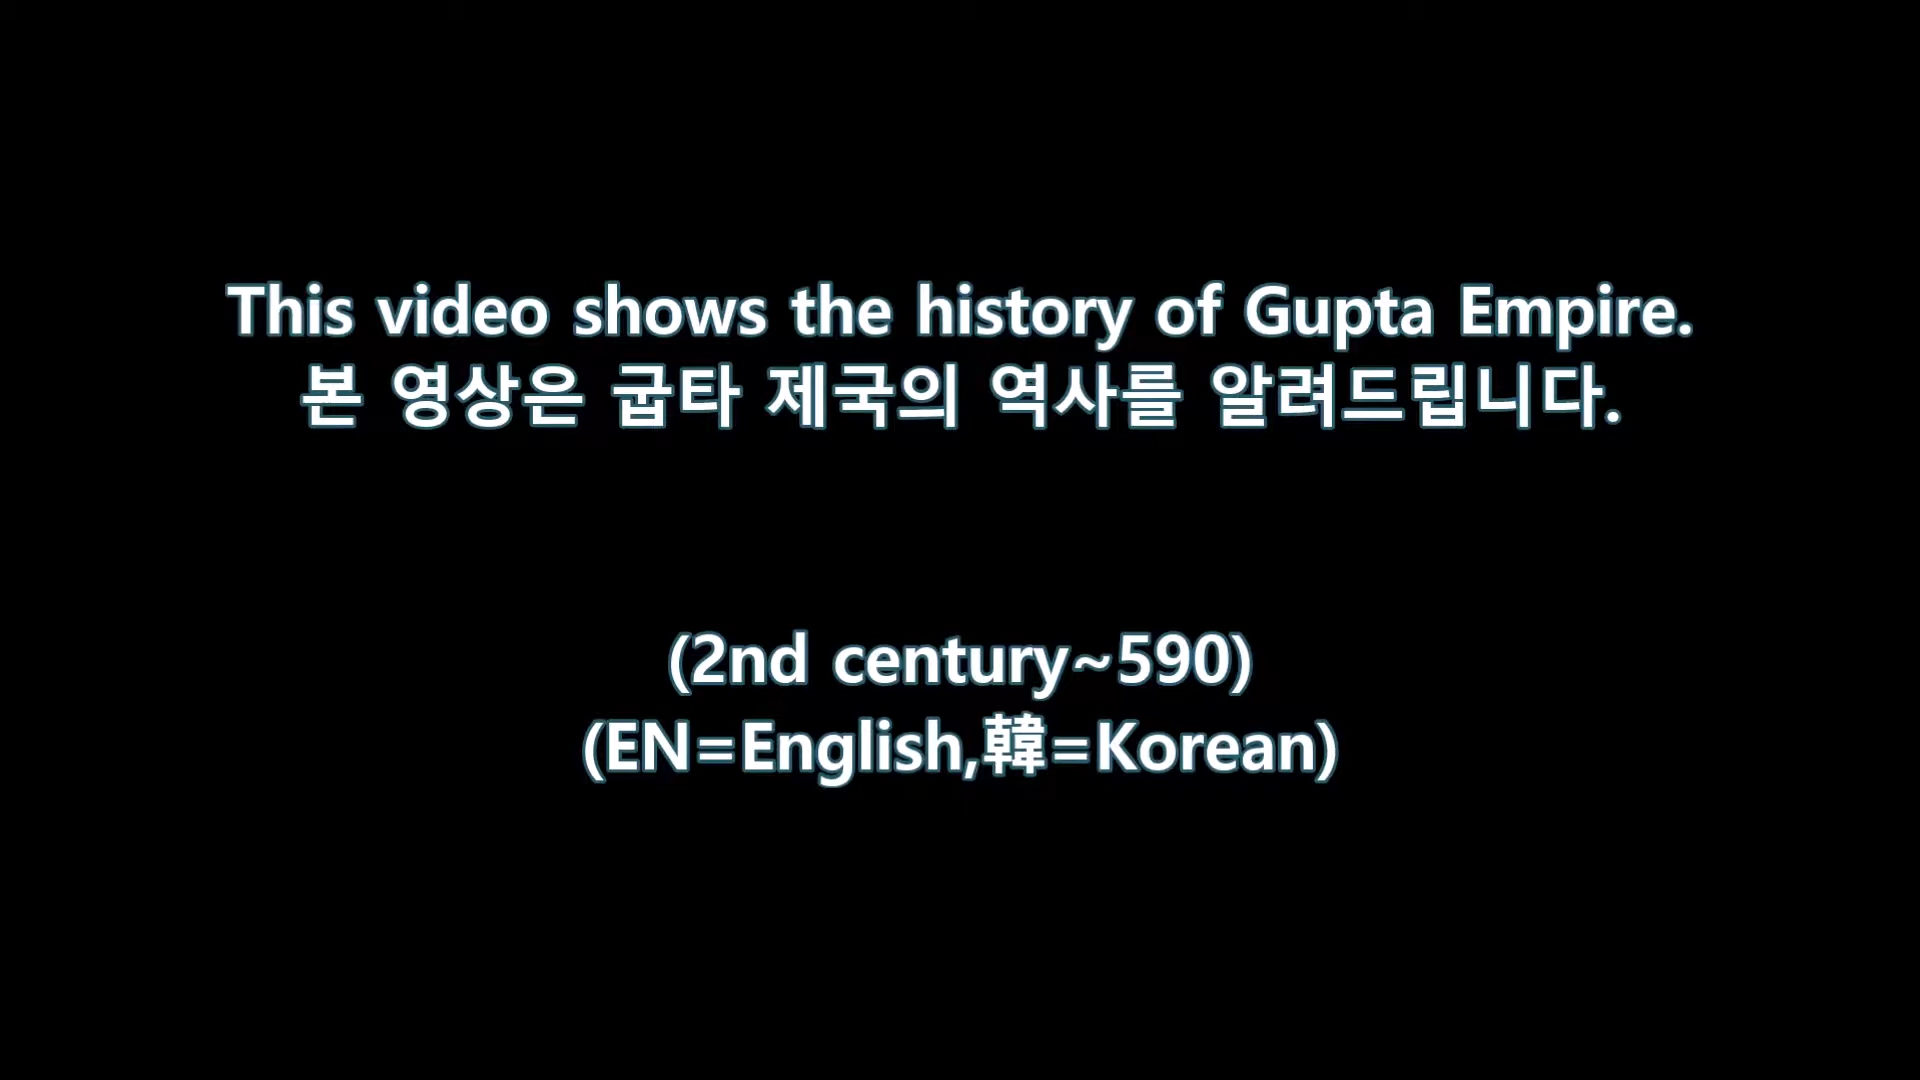 This video shows the history of Gupta Empire.
본 영상은 굽타 제국의 역사를 알려드립니다.
(2nd century~590)
(EN=English,韓=Korean)